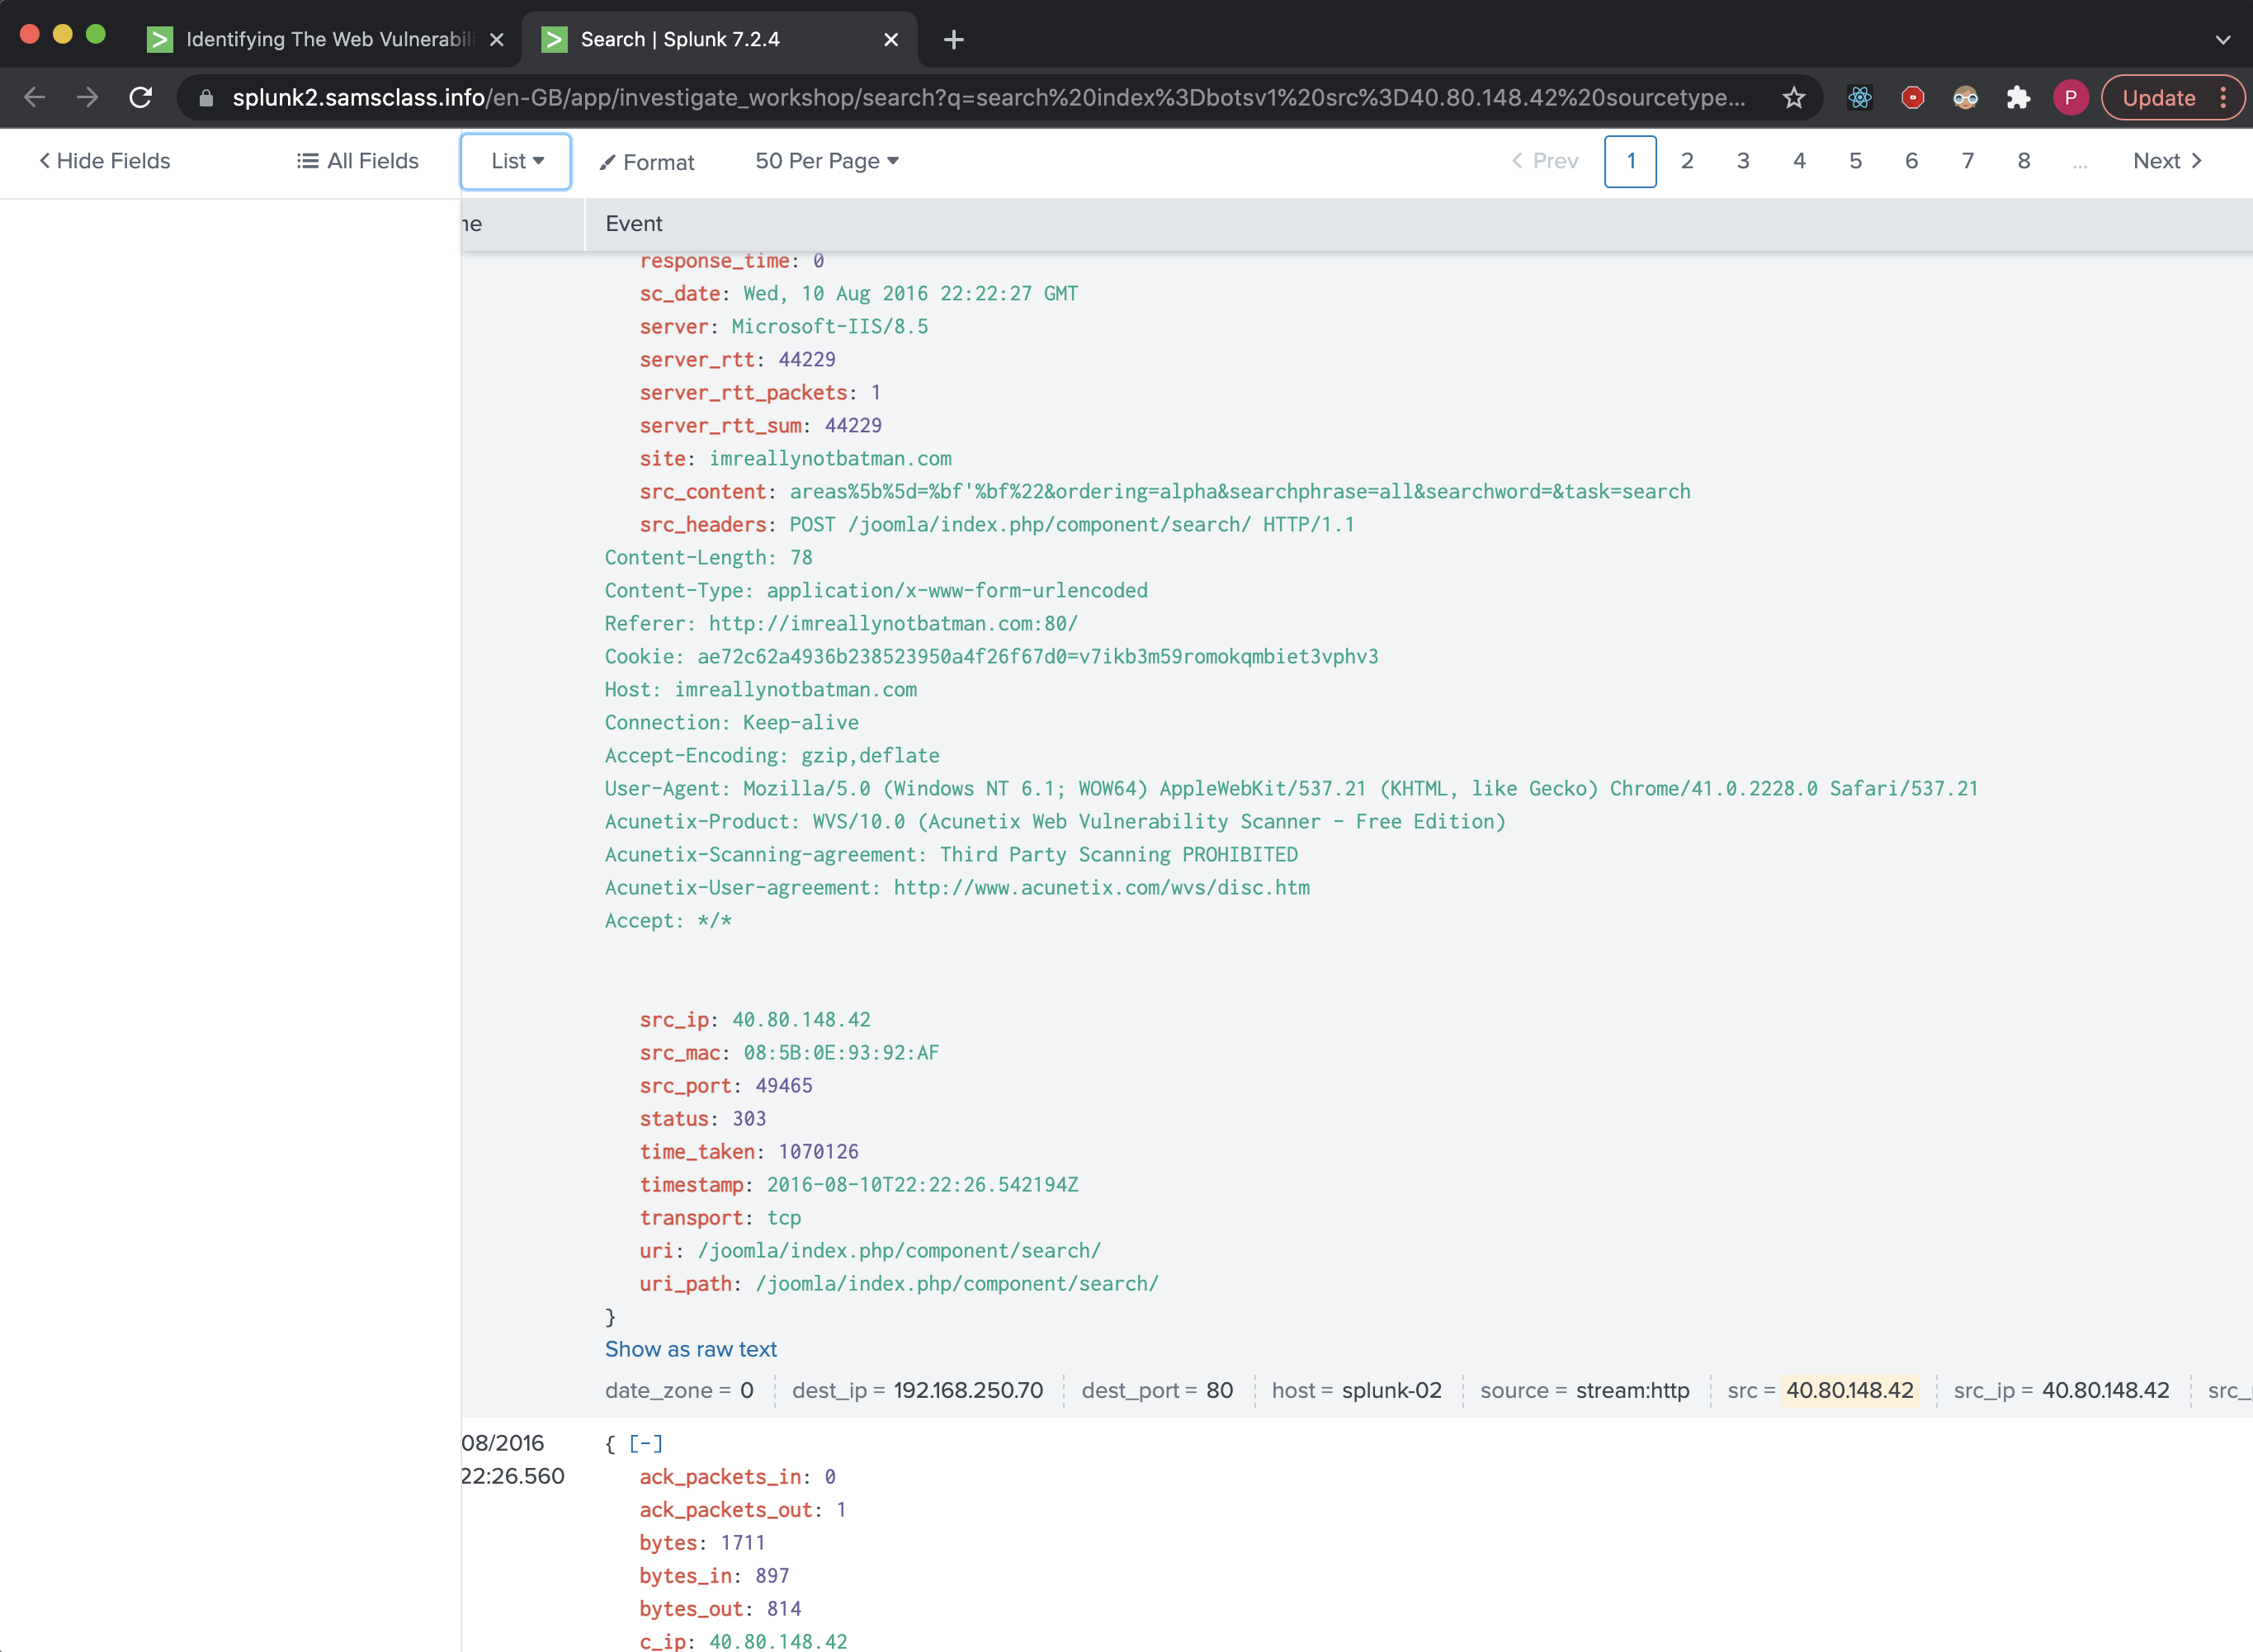 Identifying The Web Vulnerabili
Search | Splunk 7.2.4
splunk2.samsclass.info/en-GB/app/investigate_workshop/search?q=search%20index%3Dbotsv1%20src%3D40.80.148.42%20sourcetype...
P
Update
Hide Fields
All Fields
List
Format
50 Per Page
Prev 1 2 3 4 5 6 7 8 ... Next
ne
Event
response_time: 0
sc_date: Wed, 10 Aug 2016 22:22:27 GMT
server: Microsoft-IIS/8.5
server_rtt: 44229
server_rtt_packets: 1
server_rtt_sum: 44229
site: imreallynotbatman.com
src_content: areas%5b%5d=%bf'%bf%22&ordering=alpha&searchphrase=all&searchword=&task=search
src_headers: POST /joomla/index.php/component/search/ HTTP/1.1
Content-Length: 78
Content-Type: application/x-www-form-urlencoded
Referer: http://imreallynotbatman.com:80/
Cookie: ae72c62a4936b238523950a4f26f67d0=v7ikb3m59romokqmbiet3vphv3
Host: imreallynotbatman.com
Connection: Keep-alive
Accept-Encoding: gzip,deflate
User-Agent: Mozilla/5.0 (Windows NT 6.1; WOW64) AppleWebKit/537.21 (KHTML, like Gecko) Chrome/41.0.2228.0 Safari/537.21
Acunetix-Product: WVS/10.0 (Acunetix Web Vulnerability Scanner - Free Edition)
Acunetix-Scanning-agreement: Third Party Scanning PROHIBITED
Acunetix-User-agreement: http://www.acunetix.com/wvs/disc.htm
Accept: */*
src_ip: 40.80.148.42
src_mac: 08:5B:0E:93:92:AF
src_port: 49465
status: 303
time_taken: 1070126
timestamp: 2016-08-10T22:22:26.542194Z
transport: tcp
uri: /joomla/index.php/component/search/
uri_path: /joomla/index.php/component/search/
}
Show as raw text
date_zone = 0 dest_ip = 192.168.250.70 dest_port = 80 host = splunk-02 source = stream:http src = 40.80.148.42 src_ip = 40.80.148.42 src_
08/2016
22:26.560
{ [-]
ack_packets_in: 0
ack_packets_out: 1
bytes: 1711
bytes_in: 897
bytes_out: 814
c_ip: 40.80.148.42